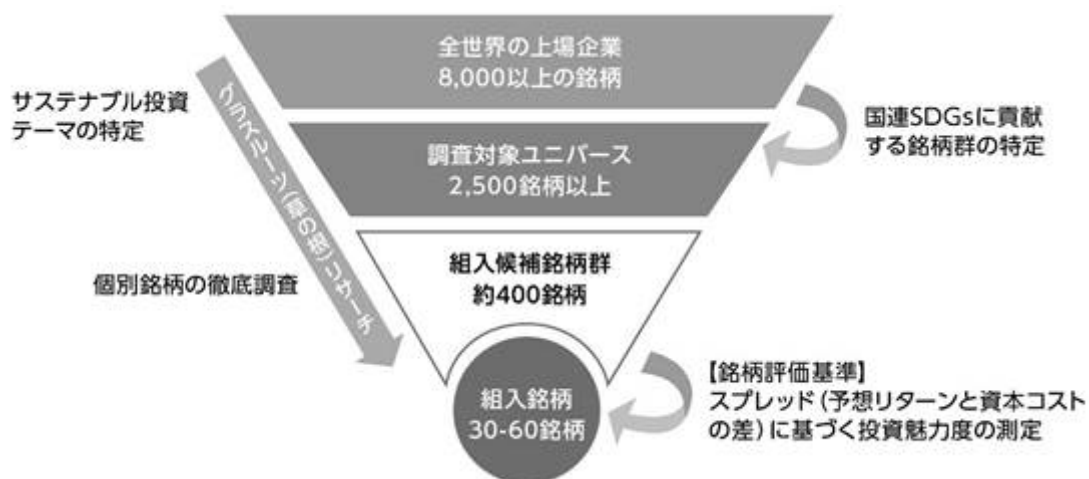 全世界の上場企業
8,000以上の銘柄
サステナブル投資
テーマの特定
グラスルーツ(草の根)リサーチ
国連SDGsに貢献
する銘柄群の特定
調査対象ユニバース
2,500銘柄以上
組入候補銘柄群
約400銘柄
個別銘柄の徹底調査
組入銘柄
30-60銘柄
【銘柄評価基準】
スプレッド(予想リターンと資本コスト
の差)に基づく投資魅力度の測定